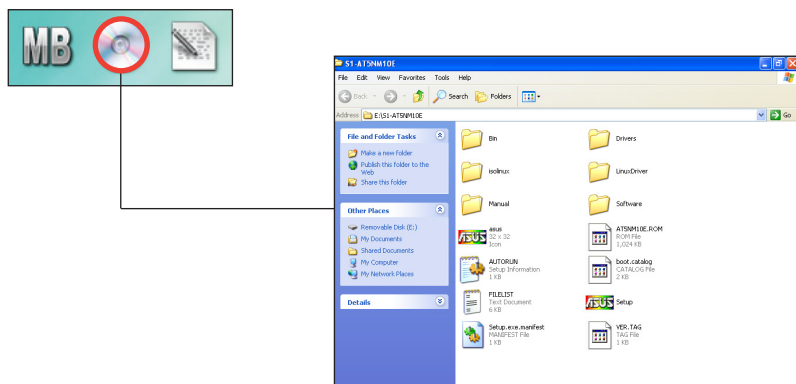 MB
S1-AT5NM10E
File Edit View Favorites Tools Help
Back Search Folders
Address E:\S1-AT5NM10E Go
File and Folder Tasks
Make a new folder
Publish this folder to the
Web
Share this folder
Other Places
Removable Disk (E:)
My Documents
Shared Documents
My Computer
My Network Places
Details
Bin Drivers
isolinux LinuxDriver
Manual Software
asus
32 x 32
Icon
AT5NM10E.ROM
ROM File
1,024 KB
AUTORUN
Setup Information
1 KB
boot.catalog
CATALOG File
2 KB
FILELIST
Text Document
6 KB
ASUS Setup
Setup.exe.manifest
MANIFEST File
1 KB
VER.TAG
TAG File
1 KB